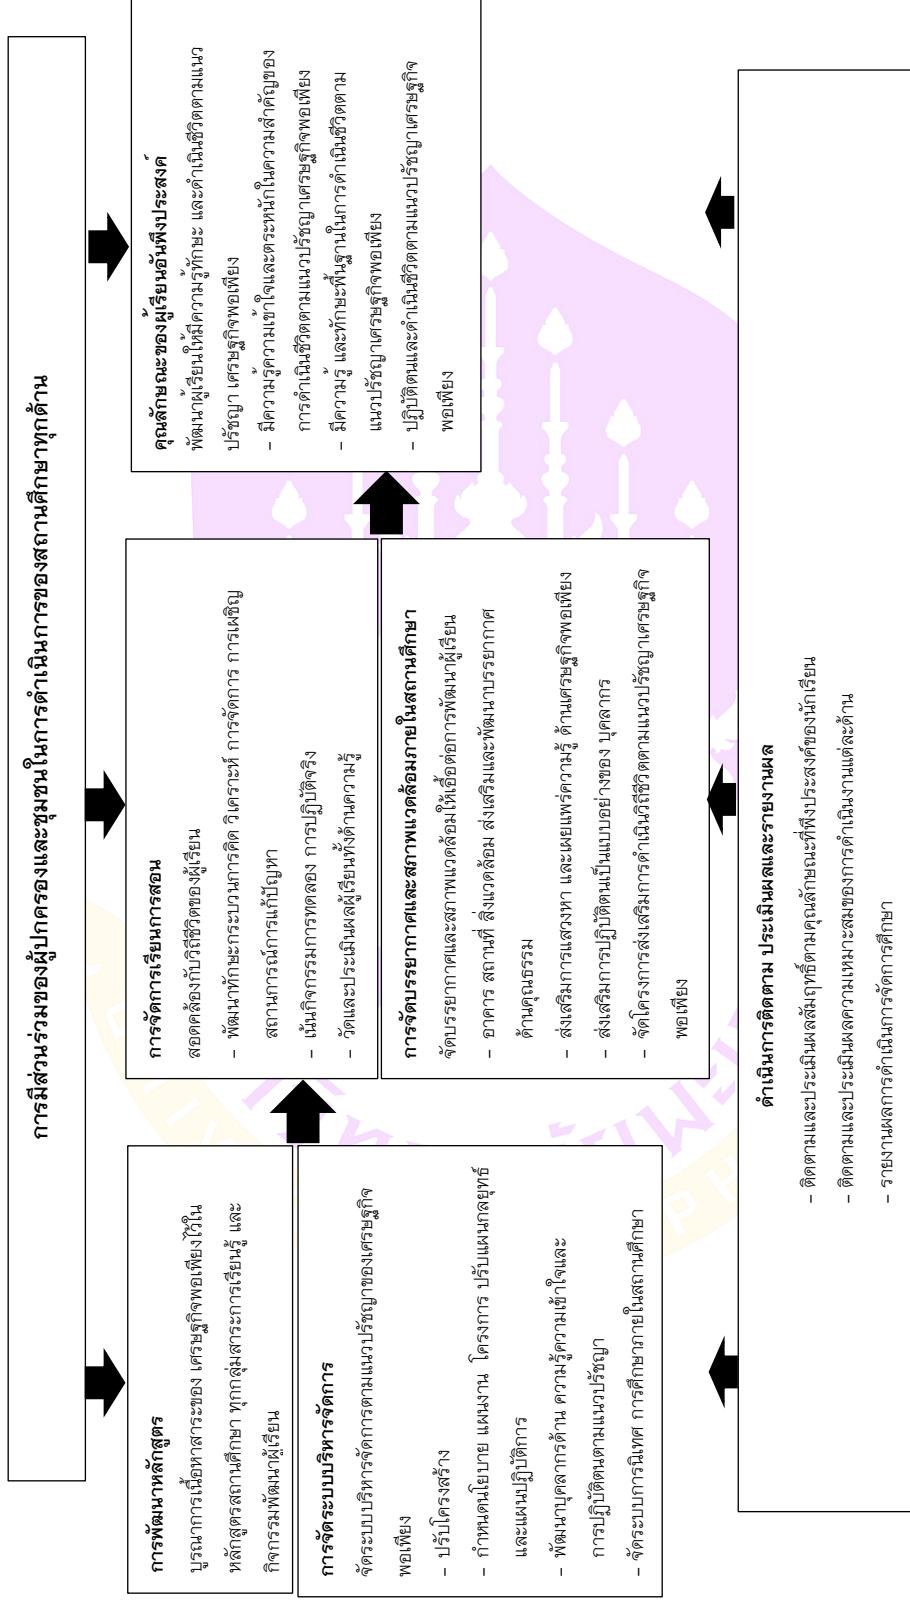 การมีส่วนร่วมของผู้ปกครองและชุมชนในการดำเนินการของสถานศึกษาทุกด้าน
การพัฒนาหลักสูตร
บูรณาการเนื้อหาสาระของ เศรษฐกิจพอเพียงไว้ใน
หลักสูตรสถานศึกษา ทุกกลุ่มสาระการเรียนรู้ และ
กิจกรรมพัฒนาผู้เรียน
การจัดระบบบริหารจัดการ
จัดระบบบริหารจัดการตามแนวปรัชญาของเศรษฐกิจ
พอเพียง
– ปรับโครงสร้าง
– กำหนดนโยบาย แผนงาน โครงการ ปรับแผนกลยุทธ์
และแผนปฏิบัติการ
– พัฒนาบุคลากรด้าน ความรู้ความเข้าใจและ
การปฏิบัติตนตามแนวปรัชญา
– จัดระบบการนิเทศ การศึกษาภายในสถานศึกษา
การจัดการเรียนการสอน
สอดคล้องกับวิถีชีวิตของผู้เรียน
– พัฒนาทักษะกระบวนการคิด วิเคราะห์ การจัดการ การเผชิญ
สถานการณ์การแก้ปัญหา
– เน้นกิจกรรมการทดลอง การปฏิบัติจริง
– วัดและประเมินผลผู้เรียนทั้งด้านความรู้
การจัดบรรยากาศและสภาพแวดล้อมภายในสถานศึกษา
จัดบรรยากาศและสภาพแวดล้อมให้เอื้อต่อการพัฒนาผู้เรียน
– อาคาร สถานที่ สิ่งแวดล้อม ส่งเสริมและพัฒนาบรรยากาศ
ด้านคุณธรรม
– ส่งเสริมการแสวงหา และเผยแพร่ความรู้ ด้านเศรษฐกิจพอเพียง
– ส่งเสริมการปฏิบัติตนเป็นแบบอย่างของ บุคลากร
– จัดโครงการส่งเสริมการดำเนินวิถีชีวิตตามแนวปรัชญาเศรษฐกิจ
พอเพียง
คุณลักษณะของผู้เรียนอันพึงประสงค์
พัฒนาผู้เรียนให้มีความรู้ทักษะ และดำเนินชีวิตตามแนว
ปรัชญา เศรษฐกิจพอเพียง
– มีความรู้ความเข้าใจและตระหนักในความสำคัญของ
การดำเนินชีวิตตามแนวปรัชญาเศรษฐกิจพอเพียง
– มีความรู้ และทักษะพื้นฐานในการดำเนินชีวิตตาม
แนวปรัชญาเศรษฐกิจพอเพียง
– ปฏิบัติตนและดำเนินชีวิตตามแนวปรัชญาเศรษฐกิจ
พอเพียง
ดำเนินการติดตาม ประเมินผลและรายงานผล
– ติดตามและประเมินผลสัมฤทธิ์ตามคุณลักษณะที่พึงประสงค์ของนักเรียน
– ติดตามและประเมินผลความเหมาะสมของการดำเนินงานแต่ละด้าน
– รายงานผลการดำเนินการจัดการศึกษา